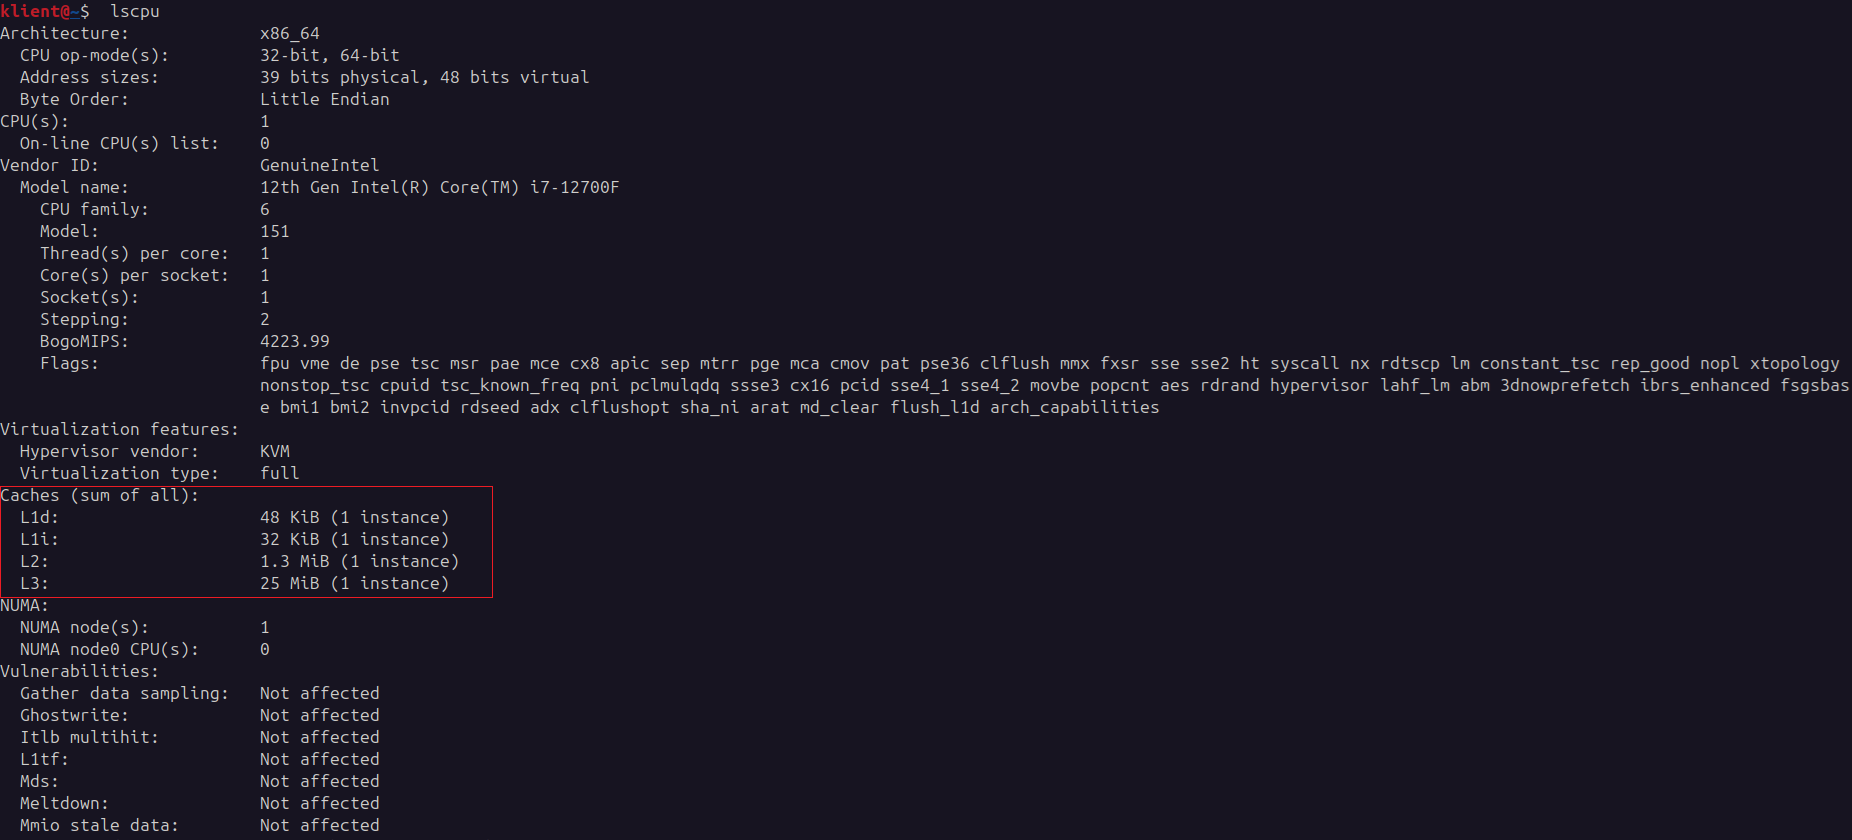 klient@~$  lscpu
Architecture:             x86_64
  CPU op-mode(s):         32-bit, 64-bit
  Address sizes:          39 bits physical, 48 bits virtual
  Byte Order:             Little Endian
CPU(s):                   1
  On-line CPU(s) list:    0
Vendor ID:                GenuineIntel
  Model name:             12th Gen Intel(R) Core(TM) i7-12700F
    CPU family:           6
    Model:                151
    Thread(s) per core:   1
    Core(s) per socket:   1
    Socket(s):            1
    Stepping:             2
    BogoMIPS:             4223.99
    Flags:                fpu vme de pse tsc msr pae mce cx8 apic sep mtrr pge mca cmov pat pse36 clflush mmx fxsr sse sse2 ht syscall nx rdtscp lm constant_tsc rep_good nopl xtopology
                          nonstop_tsc cpuid tsc_known_freq pni pclmulqdq ssse3 cx16 pcid sse4_1 sse4_2 movbe popcnt aes rdrand hypervisor lahf_lm abm 3dnowprefetch ibrs_enhanced fsgsbas
                          e bmi1 bmi2 invpcid rdseed adx clflushopt sha_ni arat md_clear flush_l1d arch_capabilities
Virtualization features:
  Hypervisor vendor:      KVM
  Virtualization type:    full
Caches (sum of all):
  L1d:                    48 KiB (1 instance)
  L1i:                    32 KiB (1 instance)
  L2:                     1.3 MiB (1 instance)
  L3:                     25 MiB (1 instance)
NUMA:
  NUMA node(s):           1
  NUMA node0 CPU(s):      0
Vulnerabilities:
  Gather data sampling:   Not affected
  Ghostwrite:             Not affected
  Itlb multihit:          Not affected
  L1tf:                   Not affected
  Mds:                    Not affected
  Meltdown:               Not affected
  Mmio stale data:        Not affected